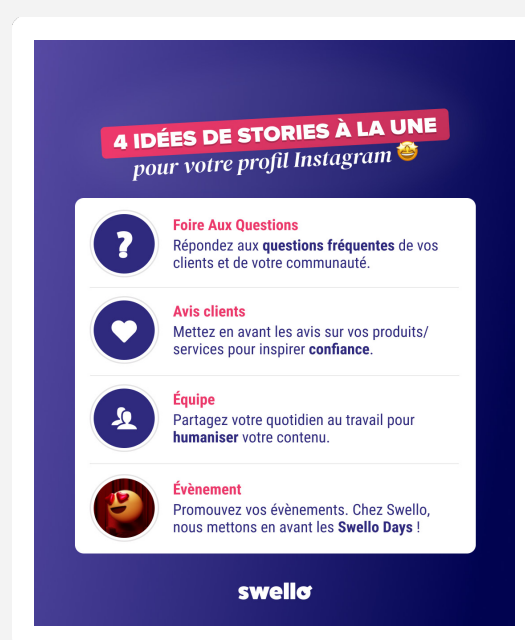 4 IDÉES DE STORIES À LA UNE
pour votre profil Instagram 🤩
Foire Aux Questions
Répondez aux questions fréquentes de vos
clients et de votre communauté.
Avis clients
Mettez en avant les avis sur vos produits/
services pour inspirer confiance.
Équipe
Partagez votre quotidien au travail pour
humaniser votre contenu.
Évènement
Promouvez vos évènements. Chez Swello,
nous mettons en avant les Swello Days !
swello